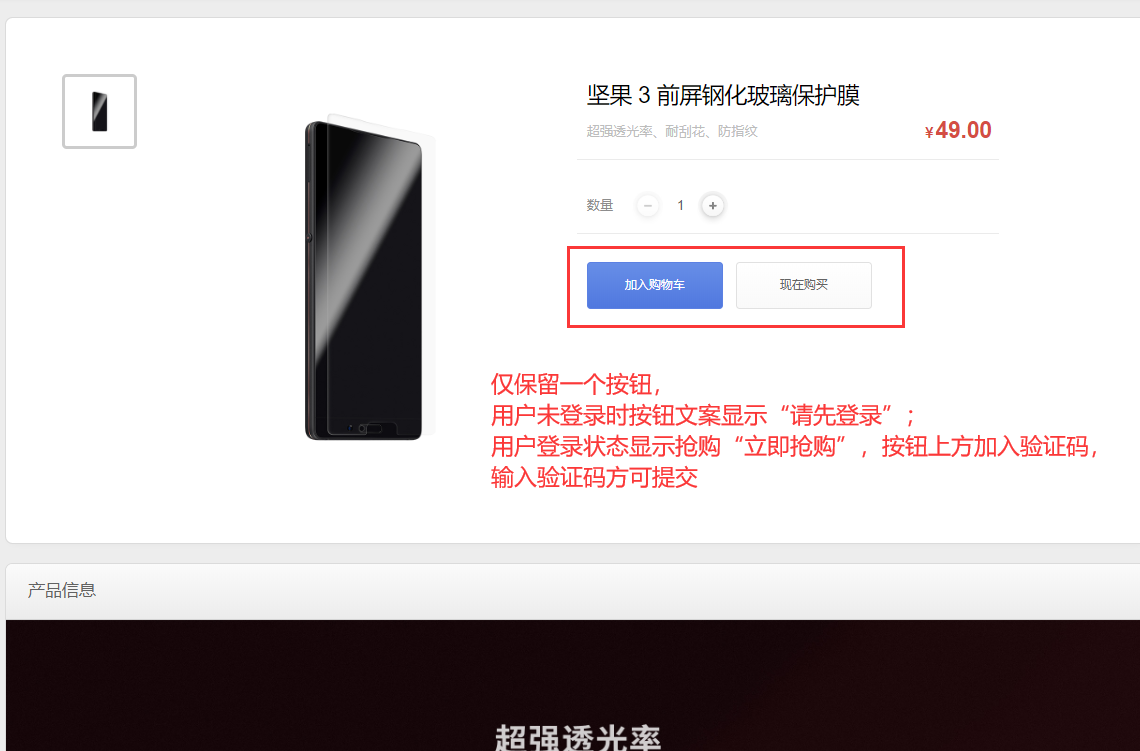 坚果 3 前屏钢化玻璃保护膜
超强透光率、耐刮花、防指纹
¥49.00
数量 − 1 +
加入购物车 现在购买
仅保留一个按钮，
用户未登录时按钮文案显示“请先登录”；
用户登录状态显示抢购“立即抢购”，按钮上方加入验证码，
输入验证码方可提交
产品信息
超强透光率